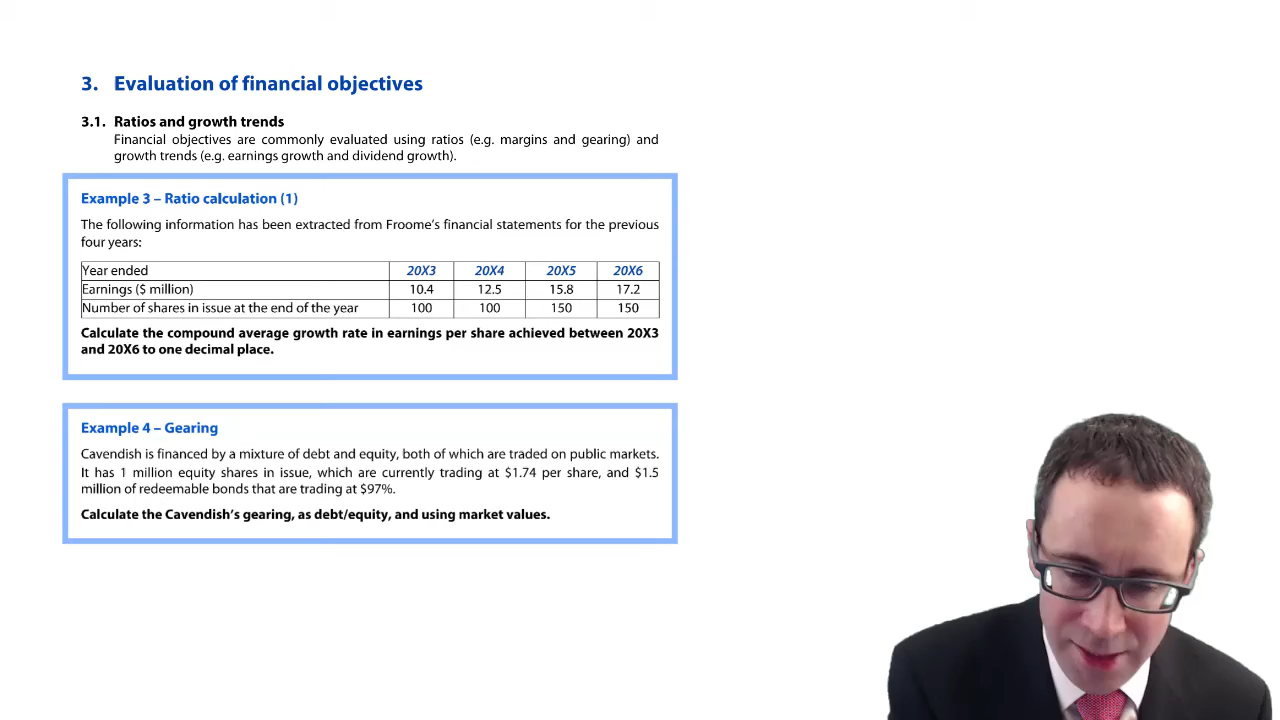 3. Evaluation of financial objectives
3.1. Ratios and growth trends
Financial objectives are commonly evaluated using ratios (e.g. margins and gearing) and
growth trends (e.g. earnings growth and dividend growth).
Example 3 – Ratio calculation (1)
The following information has been extracted from Froome's financial statements for the previous
four years:
Year ended 20X3 20X4 20X5 20X6
Earnings ($ million) 10.4 12.5 15.8 17.2
Number of shares in issue at the end of the year 100 100 150 150
Calculate the compound average growth rate in earnings per share achieved between 20X3
and 20X6 to one decimal place.
Example 4 – Gearing
Cavendish is financed by a mixture of debt and equity, both of which are traded on public markets.
It has 1 million equity shares in issue, which are currently trading at $1.74 per share, and $1.5
million of redeemable bonds that are trading at $97%.
Calculate the Cavendish's gearing, as debt/equity, and using market values.